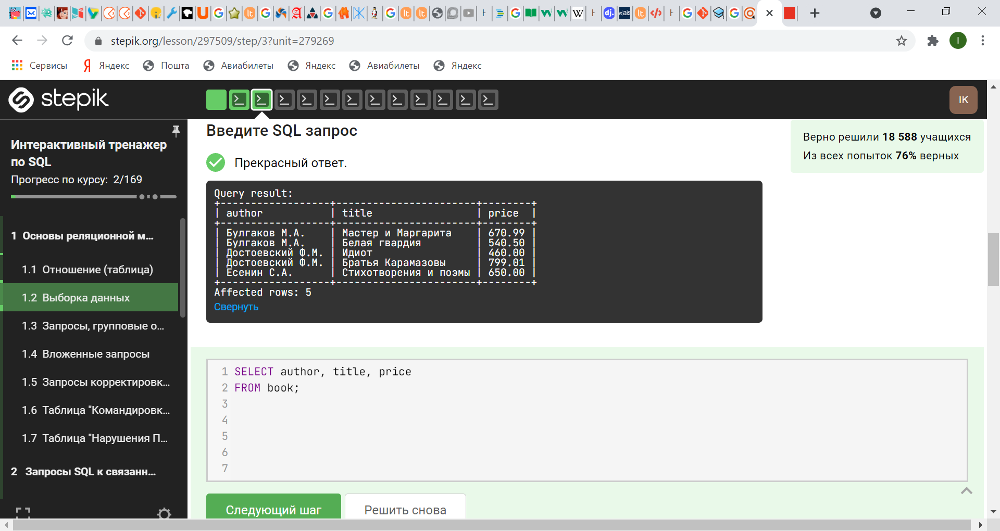 stepik.org/lesson/297509/step/3?unit=279269
I
Сервисы
Яндекс
Пошта
Авиабилеты
Яндекс
Авиабилеты
Яндекс
stepik
IK
Интерактивный тренажер
по SQL
Прогресс по курсу: 2/169
1 Основы реляционной м...
1.1 Отношение (таблица)
1.2 Выборка данных
1.3 Запросы, групповые о...
1.4 Вложенные запросы
1.5 Запросы корректировк...
1.6 Таблица "Командировк...
1.7 Таблица "Нарушения П...
2 Запросы SQL к связанн...
Введите SQL запрос
Прекрасный ответ.
Верно решили 18 588 учащихся
Из всех попыток 76% верных
Query result:
+------------------+-----------------------+--------+
| author | title | price |
+------------------+-----------------------+--------+
| Булгаков М.А. | Мастер и Маргарита | 670.99 |
| Булгаков М.А. | Белая гвардия | 540.50 |
| Достоевский Ф.М. | Идиот | 460.00 |
| Достоевский Ф.М. | Братья Карамазовы | 799.01 |
| Есенин С.А. | Стихотворения и поэмы | 650.00 |
+------------------+-----------------------+--------+
Affected rows: 5
Свернуть
1 SELECT author, title, price
2 FROM book;
3
4
5
6
7
Следующий шаг
Решить снова